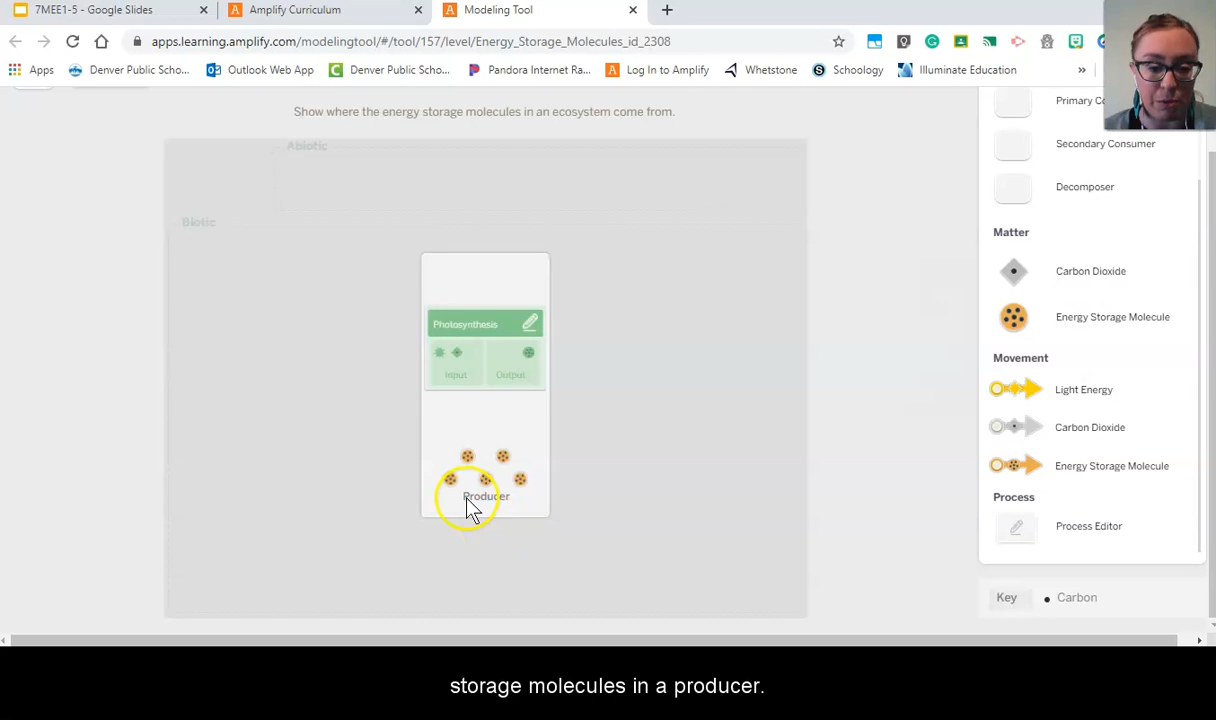 7MEE1-5 - Google Slides
Amplify Curriculum
Modeling Tool
apps.learning.amplify.com/modelingtool/#/tool/157/level/Energy_Storage_Molecules_id_2308
Apps
Denver Public Scho...
Outlook Web App
Denver Public Scho...
Pandora Internet Ra...
Log In to Amplify
Whetstone
Schoology
Illuminate Education
»
Show where the energy storage molecules in an ecosystem come from.
Abiotic
Biotic
Photosynthesis
Input
Output
Producer
Primary Co
Secondary Consumer
Decomposer
Matter
Carbon Dioxide
Energy Storage Molecule
Movement
Light Energy
Carbon Dioxide
Energy Storage Molecule
Process
Process Editor
Key
Carbon
storage molecules in a producer.